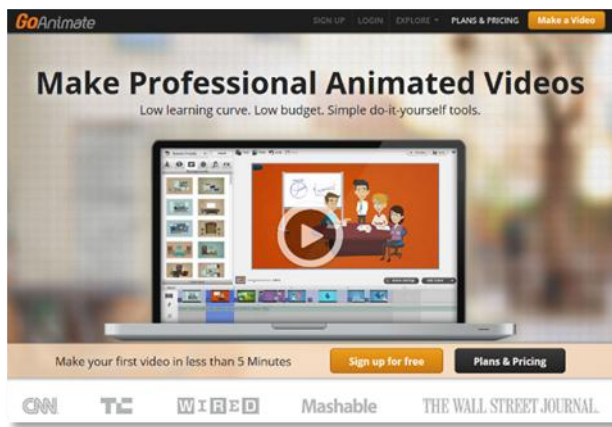 GoAnimate
SIGN UP LOGIN EXPLORE PLANS & PRICING Make a Video
Make Professional Animated Videos
Low learning curve. Low budget. Simple do-it-yourself tools.
Make your first video in less than 5 Minutes Sign up for free Plans & Pricing
CNN TC WIRED Mashable THE WALL STREET JOURNAL.